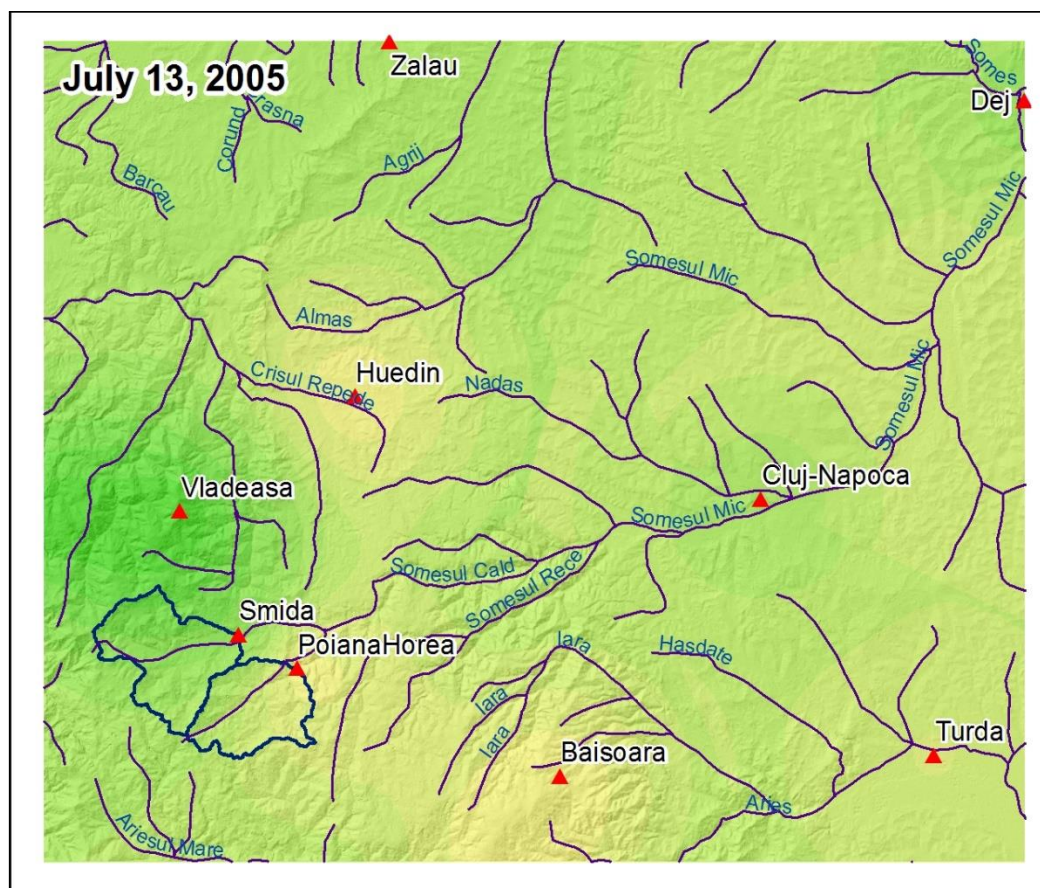 July 13, 2005
Zalau
Somes
Dej
Crasna
Corund
Agrij
Barcau
Somesul Mic
Somesul Mic
Almas
Huedin
Crisul Repede
Nadas
Somesul Mic
Vladeasa
Cluj-Napoca
Somesul Mic
Somesul Cald
Somesul Rece
Smida
PoianaHorea
Iara
Hasdate
Iara
Iara
Baisoara
Turda
Aries
Ariesul Mare